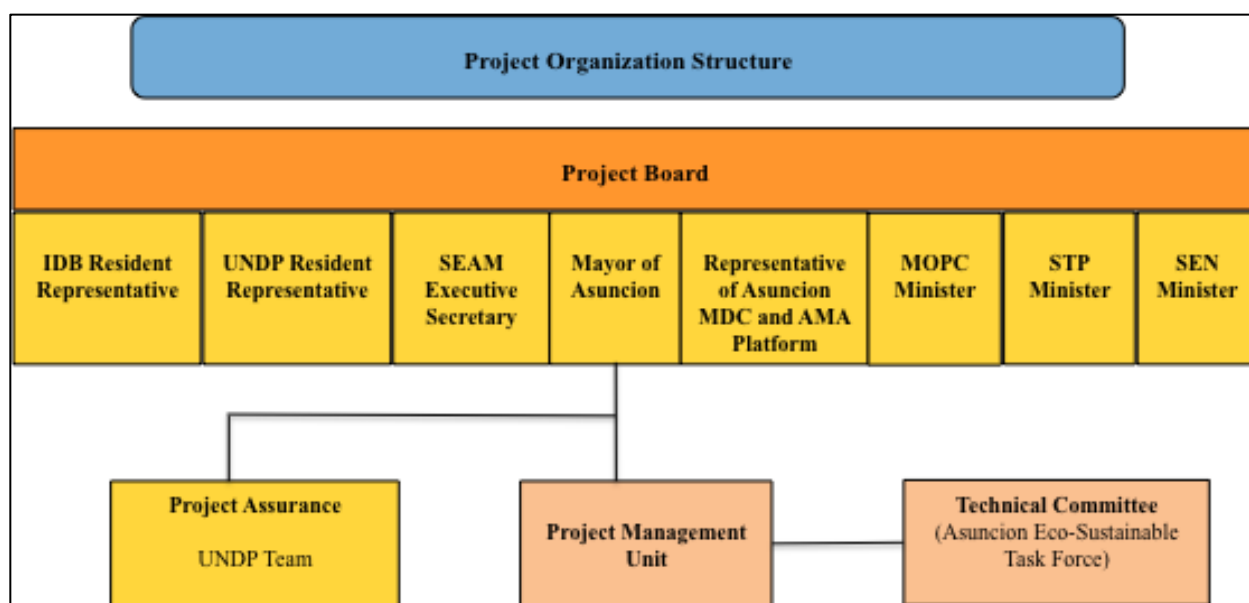 Project Organization Structure
Project Board
IDB Resident
Representative
UNDP Resident
Representative
SEAM
Executive
Secretary
Mayor of
Asuncion
Representative
of Asuncion
MDC and AMA
Platform
MOPC
Minister
STP
Minister
SEN
Minister
Project Assurance
UNDP Team
Project Management
Unit
Technical Committee
(Asuncion Eco-Sustainable
Task Force)